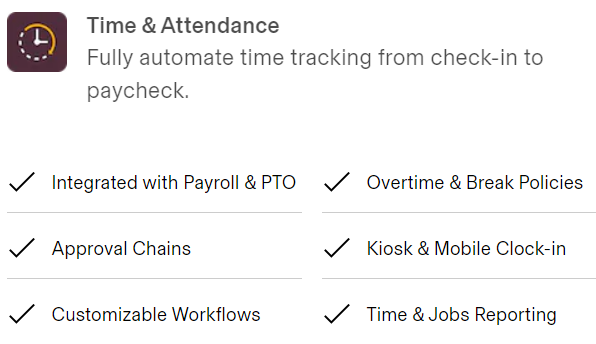 Time & Attendance
Fully automate time tracking from check-in to
paycheck.
Integrated with Payroll & PTO
Overtime & Break Policies
Approval Chains
Kiosk & Mobile Clock-in
Customizable Workflows
Time & Jobs Reporting